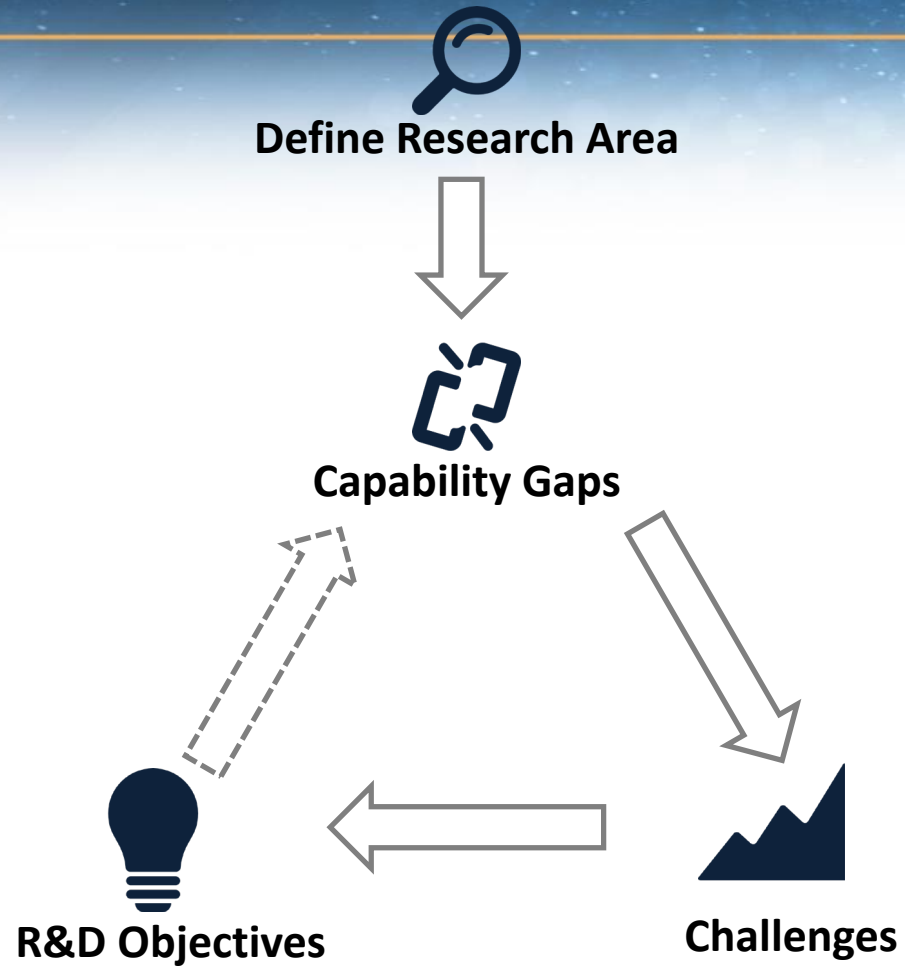 Define Research Area
Capability Gaps
R&D Objectives
Challenges